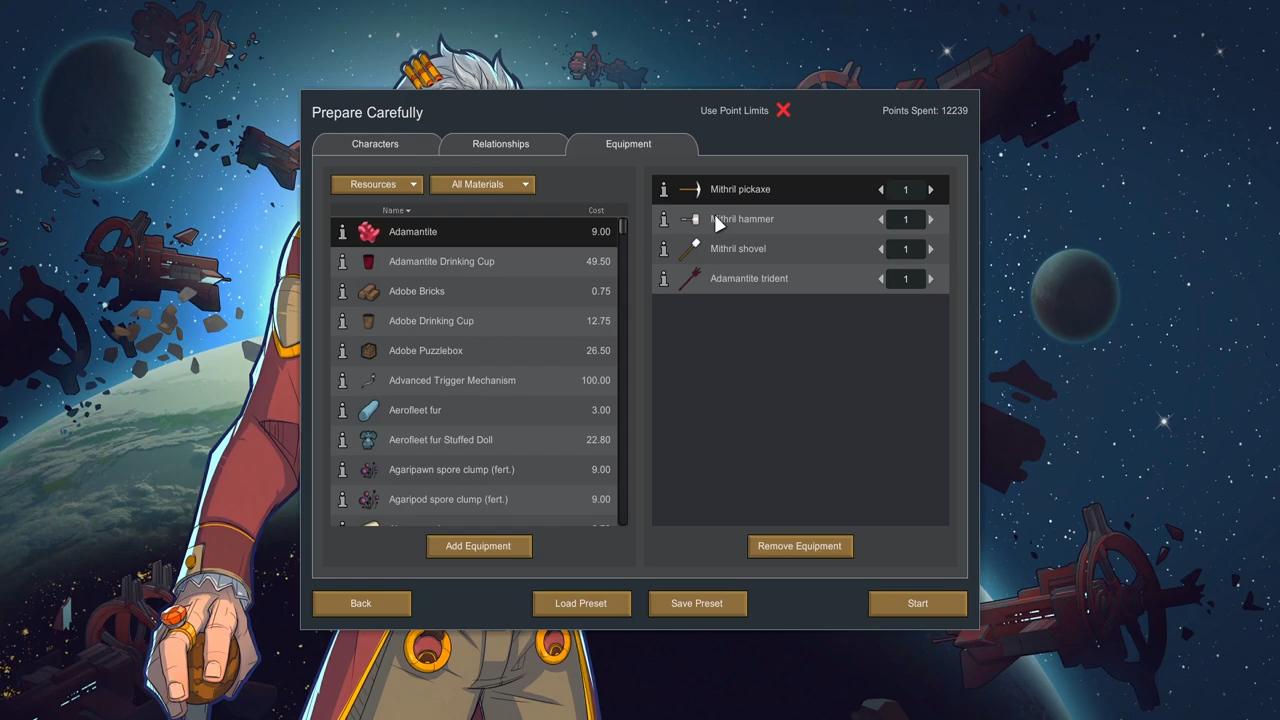 Prepare Carefully
Use Point Limits
Points Spent: 12239
Characters
Relationships
Equipment
Resources
All Materials
Name
Cost
Adamantite 9.00
Adamantite Drinking Cup 49.50
Adobe Bricks 0.75
Adobe Drinking Cup 12.75
Adobe Puzzlebox 26.50
Advanced Trigger Mechanism 100.00
Aerofleet fur 3.00
Aerofleet fur Stuffed Doll 22.80
Agaripawn spore clump (fert.) 9.00
Agaripod spore clump (fert.) 9.00
Add Equipment
Mithril pickaxe 1
Mithril hammer 1
Mithril shovel 1
Adamantite trident 1
Remove Equipment
Back
Load Preset
Save Preset
Start